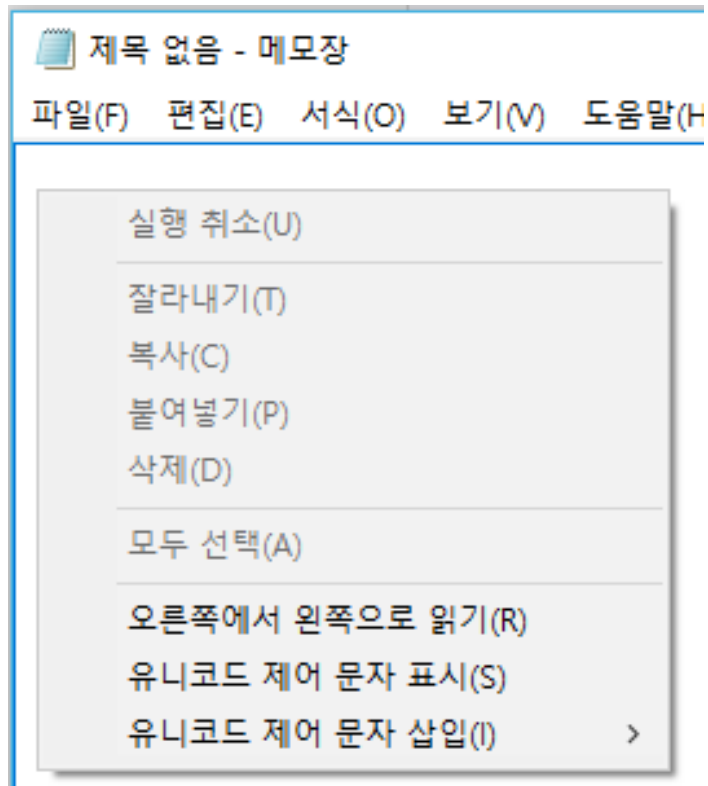 제목 없음 - 메모장
파일(F) 편집(E) 서식(O) 보기(V) 도움말(H
실행 취소(U)
잘라내기(T)
복사(C)
붙여넣기(P)
삭제(D)
모두 선택(A)
오른쪽에서 왼쪽으로 읽기(R)
유니코드 제어 문자 표시(S)
유니코드 제어 문자 삽입(I)